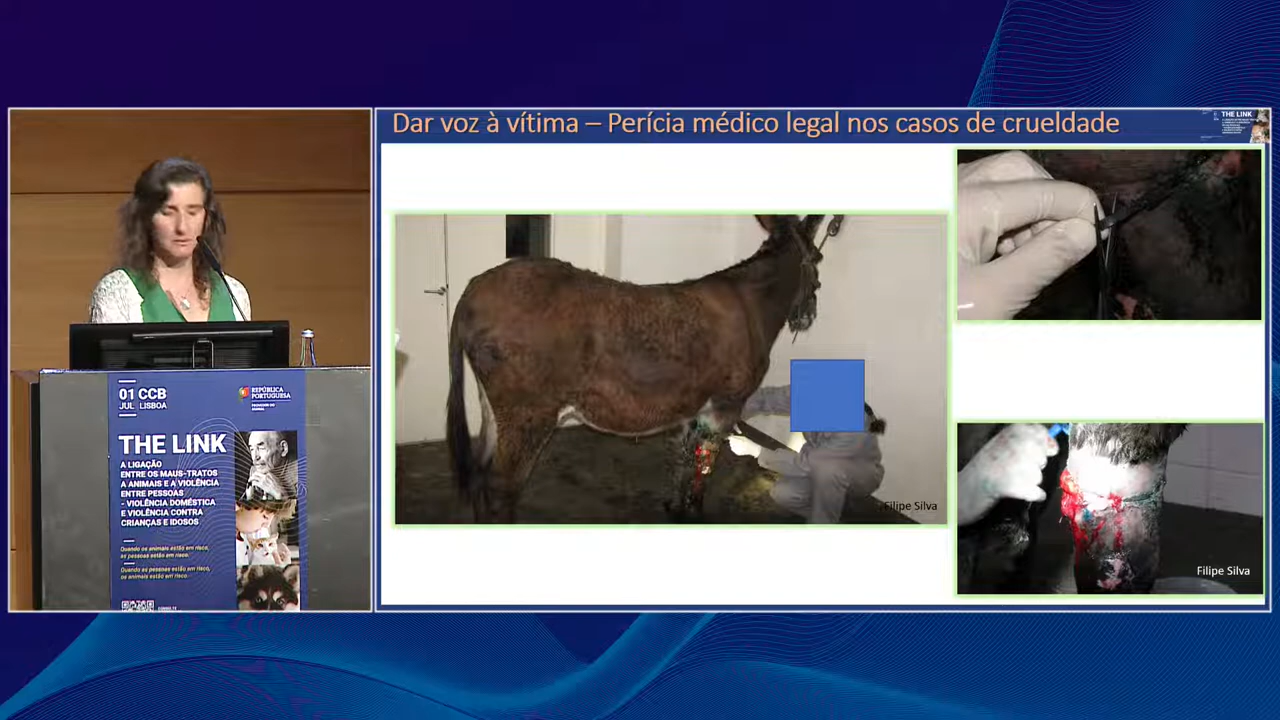 Dar voz à vítima – Perícia médico legal nos casos de crueldade
THE LINK
Filipe Silva
Filipe Silva
01 CCB
JUL LISBOA
REPÚBLICA
PORTUGUESA
THE LINK
A LIGAÇÃO
ENTRE OS MAUS-TRATOS
A ANIMAIS E A VIOLÊNCIA
ENTRE PESSOAS
- VIOLÊNCIA DOMÉSTICA
E VIOLÊNCIA CONTRA
CRIANÇAS E IDOSOS
Quando os animais estão em risco,
as pessoas estão em risco.
Quando as pessoas estão em risco,
os animais estão em risco.